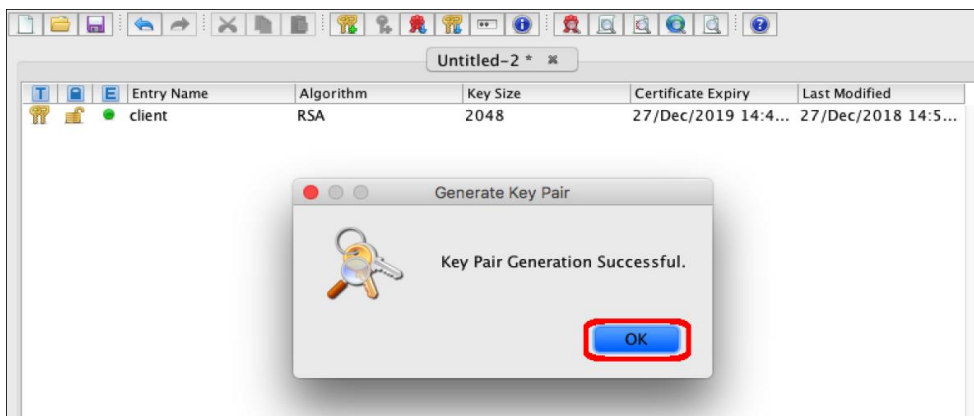 Untitled-2 *
T E Entry Name Algorithm Key Size Certificate Expiry Last Modified
client RSA 2048 27/Dec/2019 14:4... 27/Dec/2018 14:5...
Generate Key Pair
Key Pair Generation Successful.
OK